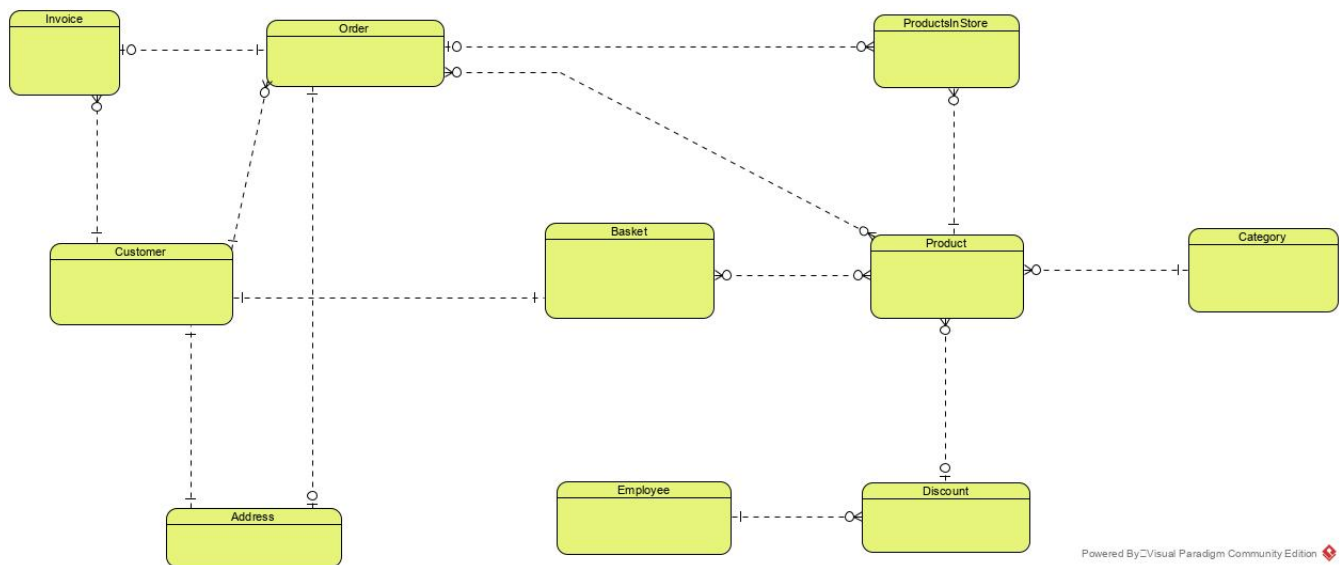 Invoice
Order
ProductsInStore
Customer
Basket
Product
Category
Address
Employee
Discount
Powered By Visual Paradigm Community Edition